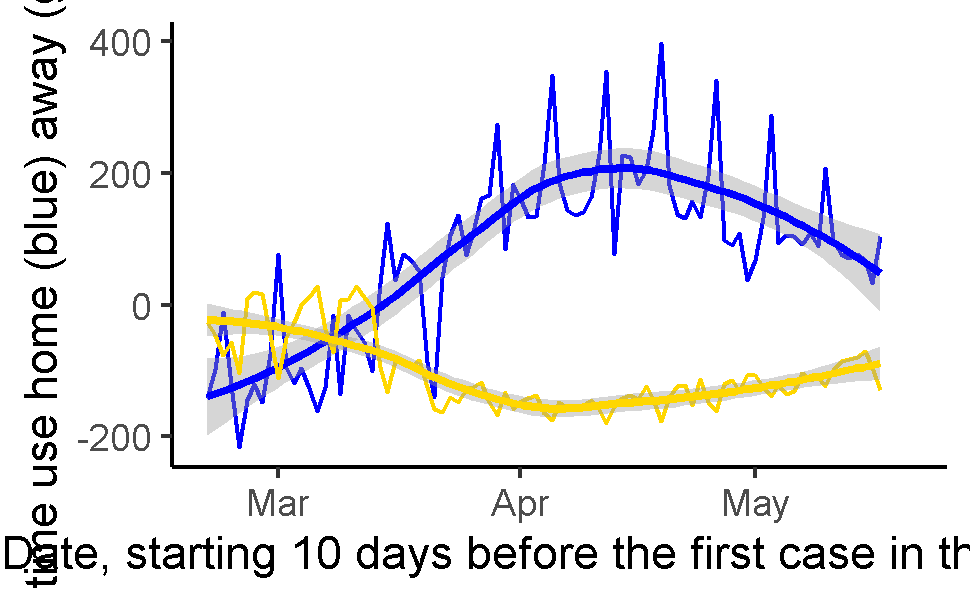 time use home (blue) away (
400
200
0
-200
Mar Apr May
Date, starting 10 days before the first case in th